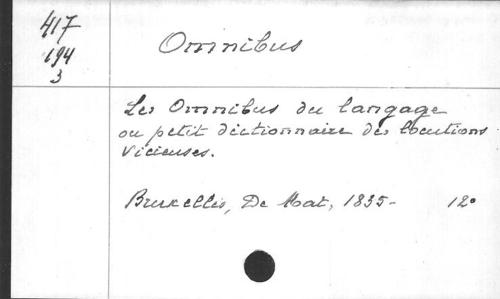 417
194
3
Omnibus
Les Omnibus du langage
ou petit dictionnaire des locutions
vicieuses.
Bruxelles, De Mat, 1835- 12°